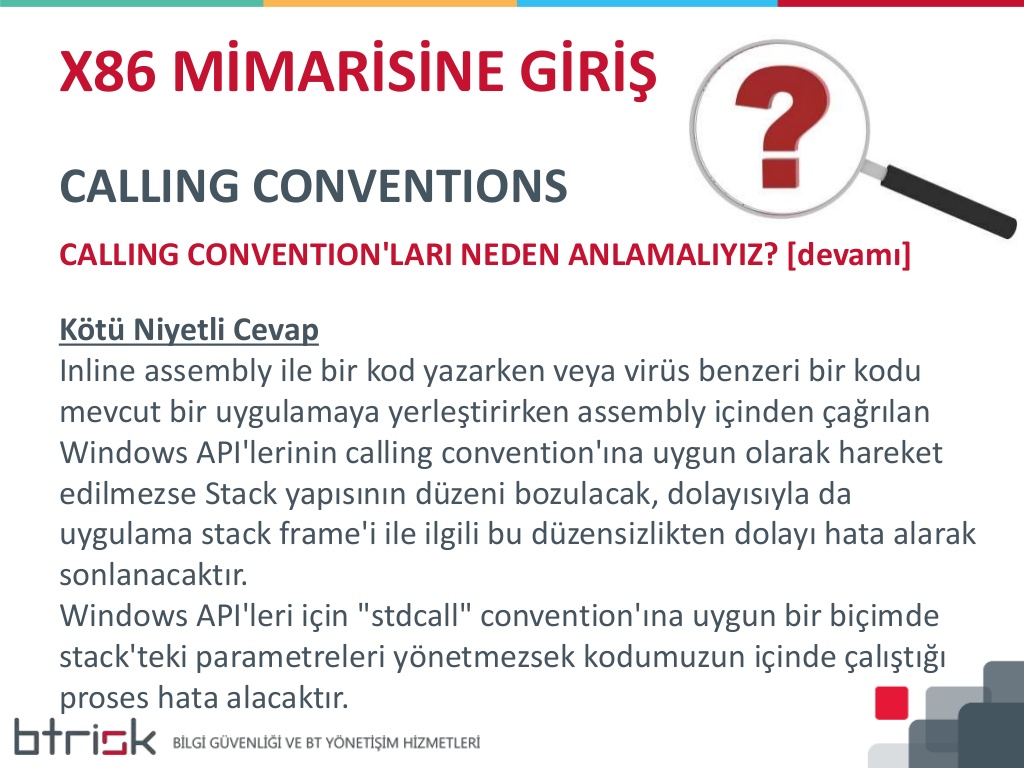 X86 MİMARİSİNE GİRİŞ
CALLING CONVENTIONS
CALLING CONVENTION'LARI NEDEN ANLAMALIYIZ? [devamı]
Kötü Niyetli Cevap
Inline assembly ile bir kod yazarken veya virüs benzeri bir kodu
mevcut bir uygulamaya yerleştirirken assembly içinden çağrılan
Windows API'lerinin calling convention'ına uygun olarak hareket
edilmezse Stack yapısının düzeni bozulacak, dolayısıyla da
uygulama stack frame'i ile ilgili bu düzensizlikten dolayı hata alarak
sonlanacaktır.
Windows API'leri için "stdcall" convention'ına uygun bir biçimde
stack'teki parametreleri yönetmezsek kodumuzun içinde çalıştığı
proses hata alacaktır.
btrisk BİLGİ GÜVENLİĞİ VE BT YÖNETİŞİM HİZMETLERİ